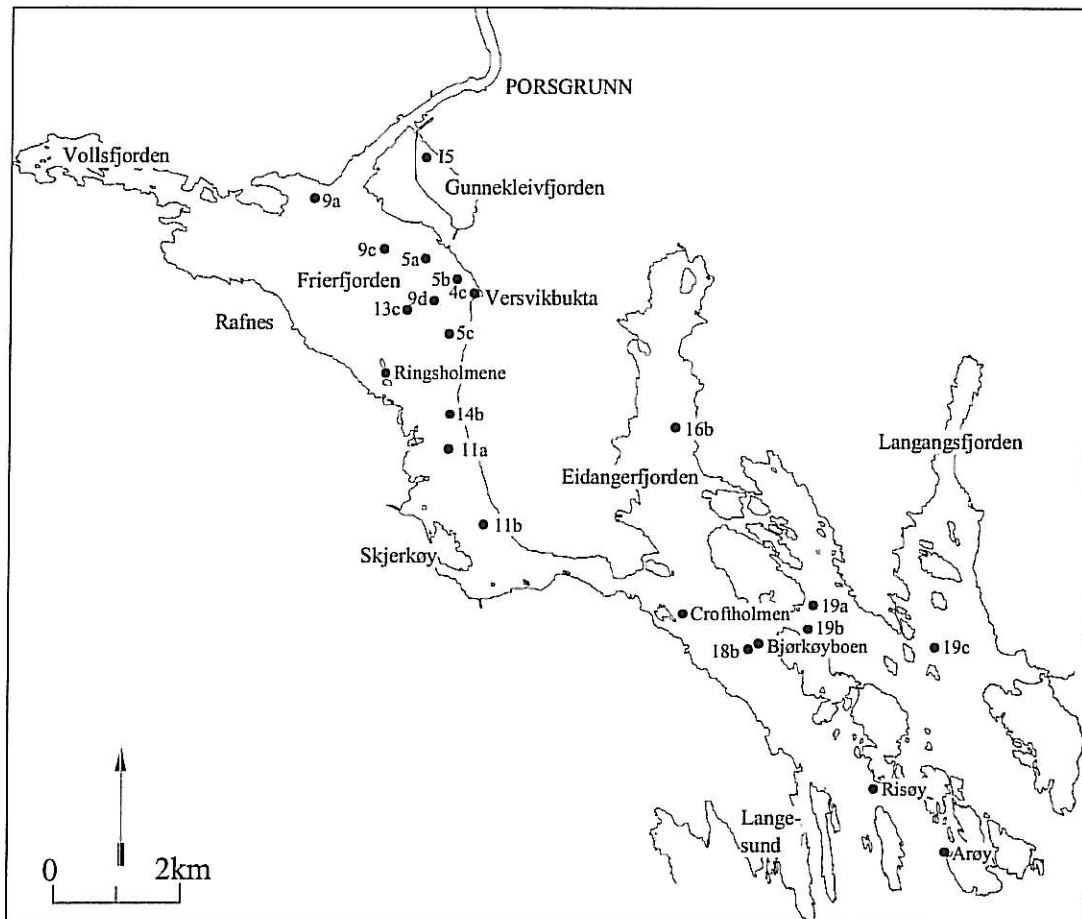 PORSGRUNN
Vollsfjorden
I5
Gunnekleivfjorden
9a
9c
5a
Frierfjorden
5b
4c
9d
Versvikbukta
13c
Rafnes
5c
Ringsholmene
14b
16b
Langangsfjorden
11a
Eidangerfjorden
11b
Skjerkøy
19a
Croftholmen
19b
Bjørkøyboen
18b
19c
Risøy
Lange-
sund
Arøy
0 2km